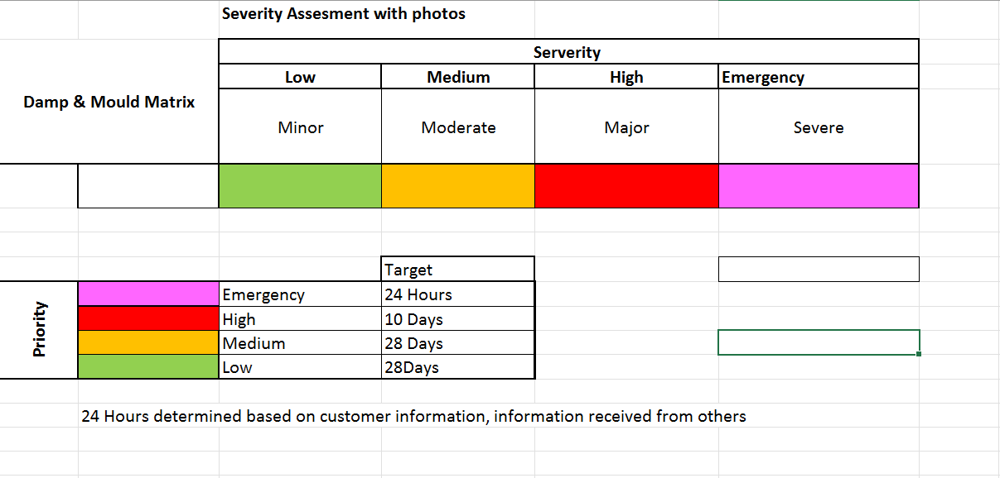 Severity Assesment with photos
Serverity
Low Medium High Emergency
Damp & Mould Matrix
Minor Moderate Major Severe
Target
Priority
Emergency 24 Hours
High 10 Days
Medium 28 Days
Low 28Days
24 Hours determined based on customer information, information received from others